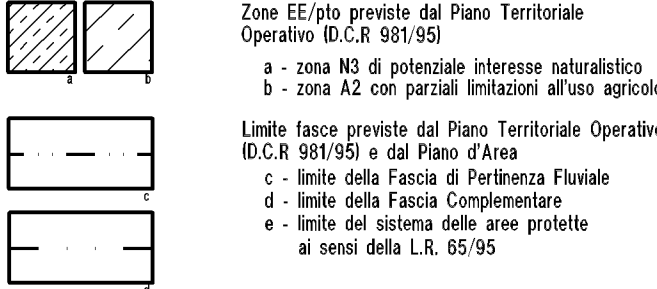 Zone EE/pto previste dal Piano Territoriale
Operativo (D.C.R 981/95)
a - zona N3 di potenziale interesse naturalistico
b - zona A2 con parziali limitazioni all'uso agricolo
a b
Limite fasce previste dal Piano Territoriale Operativo
(D.C.R 981/95) e dal Piano d'Area
c - limite della Fascia di Pertinenza Fluviale
c
d - limite della Fascia Complementare
e - limite del sistema delle aree protette
ai sensi della L.R. 65/95
d